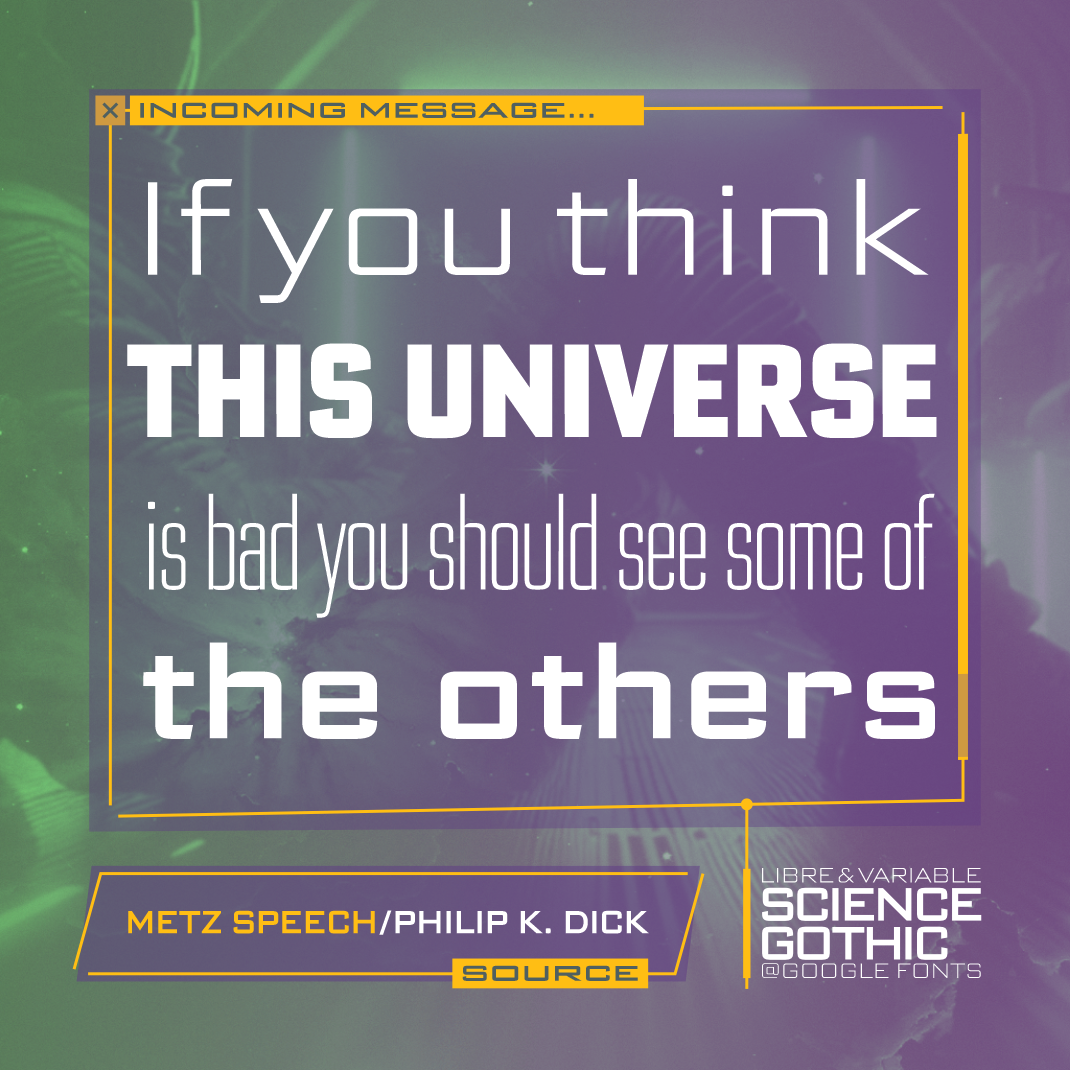 × INCOMING MESSAGE...
If you think
THIS UNIVERSE
is bad you should see some of
the others
METZ SPEECH/PHILIP K. DICK
SOURCE
LIBRE & VARIABLE
SCIENCE
GOTHIC
@GOOGLE FONTS